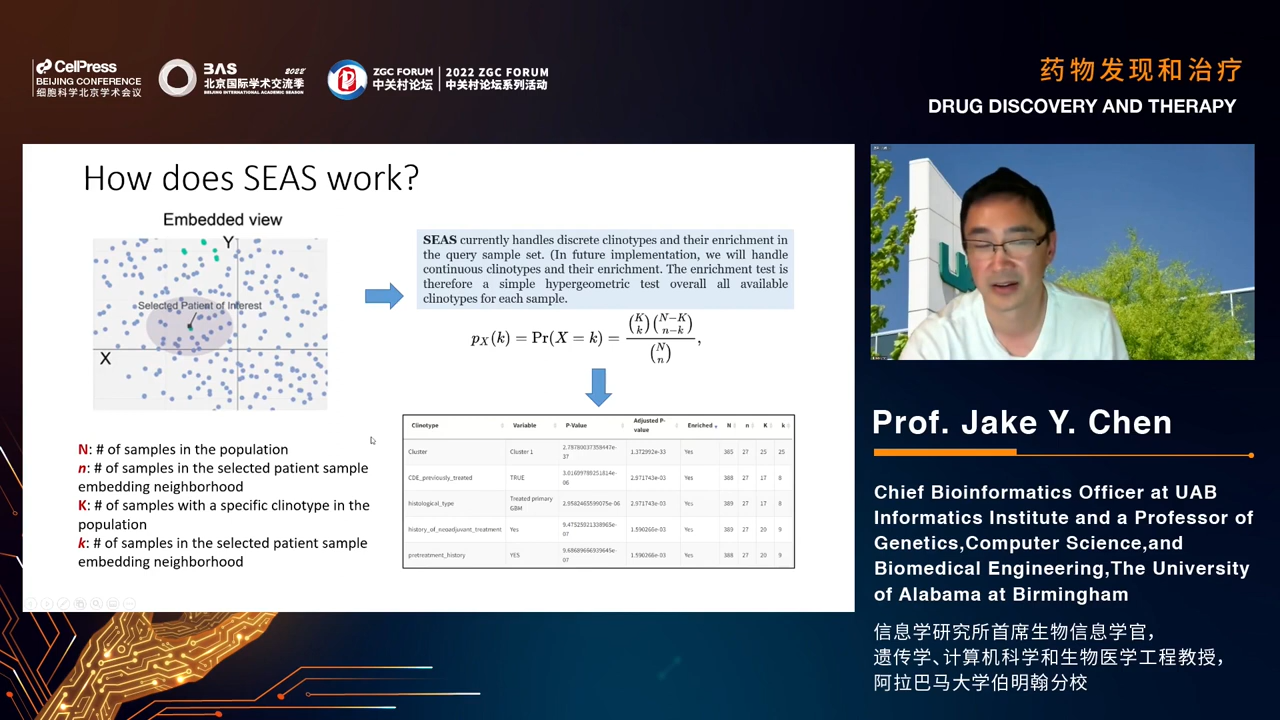 CelPress
BEIJING CONFERENCE
细胞科学北京学术会议
BAS 2022
北京国际学术交流季
BEIJING INTERNATIONAL ACADEMIC SEASON
ZGC FORUM
中关村论坛
2022 ZGC FORUM
中关村论坛系列活动
药物发现和治疗
DRUG DISCOVERY AND THERAPY
How does SEAS work?
Embedded view
Y
Selected Patient of Interest
X
N: # of samples in the population
n: # of samples in the selected patient sample
embedding neighborhood
K: # of samples with a specific clinotype in the
population
k: # of samples in the selected patient sample
embedding neighborhood
SEAS currently handles discrete clinotypes and their enrichment in
the query sample set. (In future implementation, we will handle
continuous clinotypes and their enrichment. The enrichment test is
therefore a simple hypergeometric test overall all available
clinotypes for each sample.
pX(k) = Pr(X = k) = (K k)(N−K n−k) / (N n),
Clinotype Variable P-Value Adjusted P-value Enriched N n K k
Cluster Cluster 1 2.79780037359447e-37 1.372992e-33 Yes 385 27 25 25
CDE_previously_treated TRUE 3.01699789251814e-06 2.971743e-03 Yes 388 27 17 8
histological_type Treated primary GBM 2.9582465599075e-06 2.971743e-03 Yes 389 27 17 8
history_of_neoadjuvant_treatment Yes 9.47525921338965e-07 1.590266e-03 Yes 389 27 20 9
pretreatment_history YES 9.68689666939645e-07 1.590266e-03 Yes 388 27 20 9
Prof. Jake Y. Chen
Chief Bioinformatics Officer at UAB
Informatics Institute and a Professor of
Genetics,Computer Science,and
Biomedical Engineering,The University
of Alabama at Birmingham
信息学研究所首席生物信息学官，
遗传学、计算机科学和生物医学工程教授，
阿拉巴马大学伯明翰分校